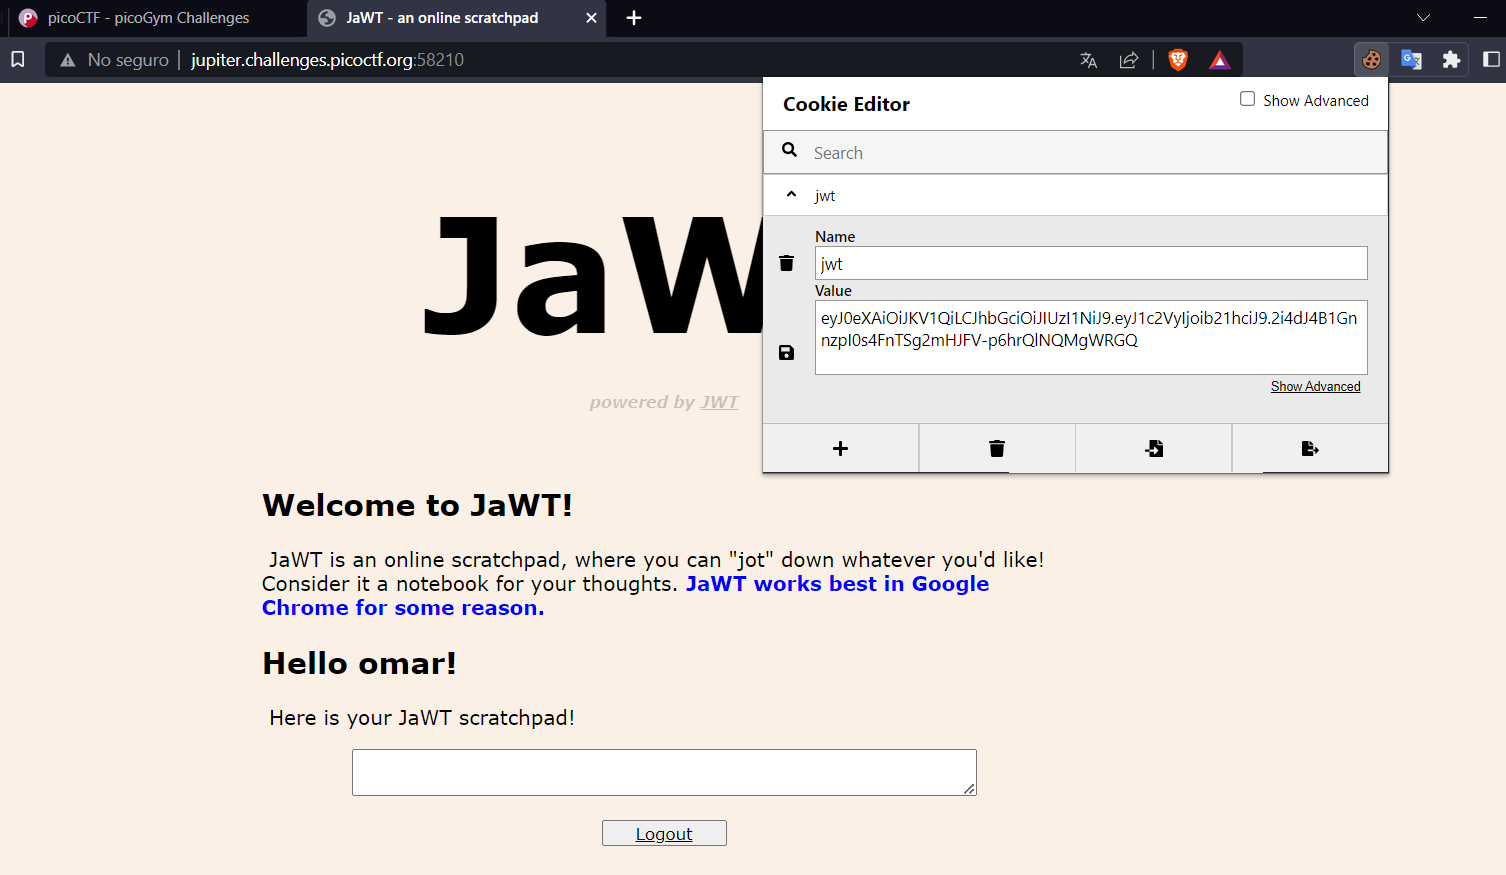 picoCTF - picoGym Challenges
JaWT - an online scratchpad
No seguro
jupiter.challenges.picoctf.org:58210
Cookie Editor
Show Advanced
Search
jwt
Name
jwt
Value
eyJ0eXAiOiJKV1QiLCJhbGciOiJIUzI1NiJ9.eyJ1c2VyIjoib21hciJ9.2i4dJ4B1Gn
nzpI0s4FnTSg2mHJFV-p6hrQlNQMgWRGQ
Show Advanced
JaW
powered by JWT
Welcome to JaWT!
JaWT is an online scratchpad, where you can "jot" down whatever you'd like!
Consider it a notebook for your thoughts. JaWT works best in Google
Chrome for some reason.
Hello omar!
Here is your JaWT scratchpad!
Logout